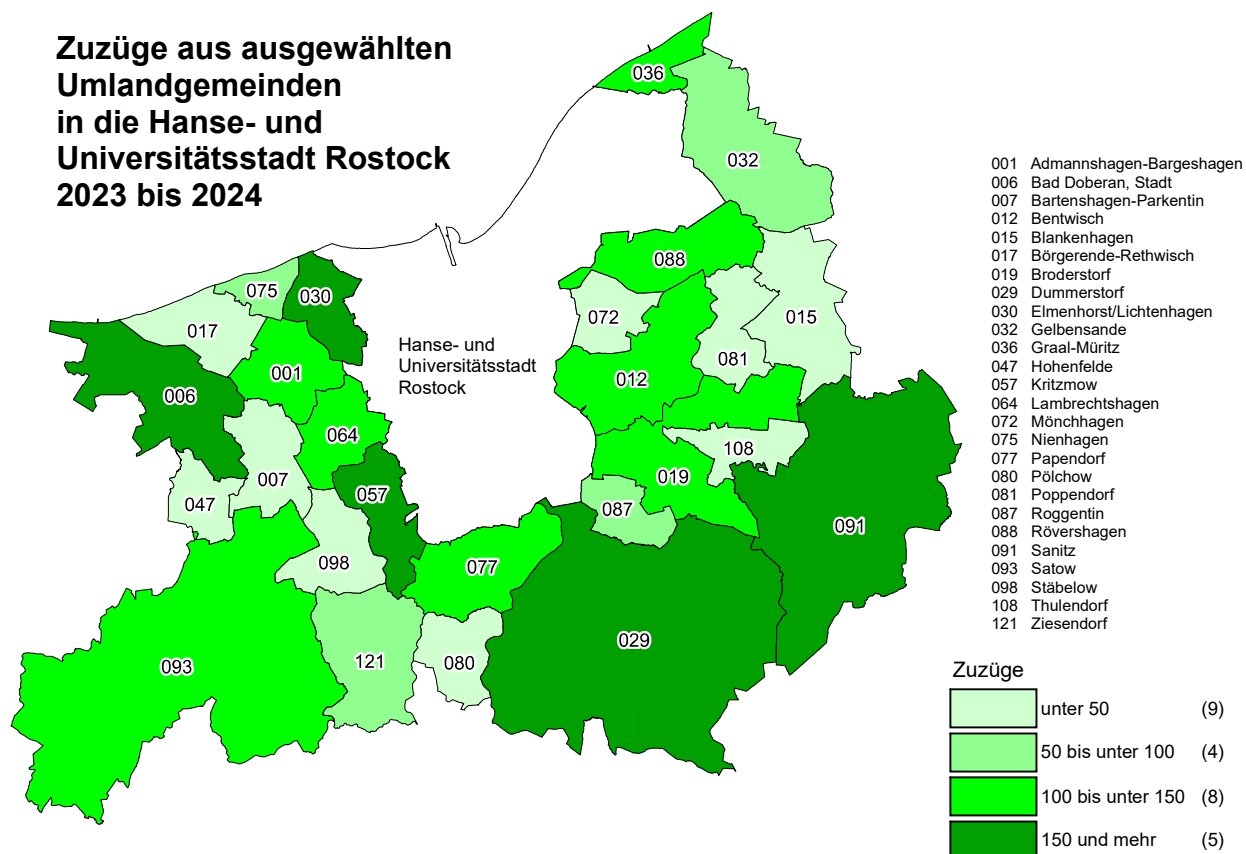 Zuzüge aus ausgewählten
Umlandgemeinden
in die Hanse- und
Universitätsstadt Rostock
2023 bis 2024
036
032
088
075
030
017
072
015
Hanse- und
Universitätsstadt
Rostock
081
001
012
006
064
108
007
019
057
047
087
091
098
077
029
093
121
080
001 Admannshagen-Bargeshagen
006 Bad Doberan, Stadt
007 Bartenshagen-Parkentin
012 Bentwisch
015 Blankenhagen
017 Börgerende-Rethwisch
019 Broderstorf
029 Dummerstorf
030 Elmenhorst/Lichtenhagen
032 Gelbensande
036 Graal-Müritz
047 Hohenfelde
057 Kritzmow
064 Lambrechtshagen
072 Mönchhagen
075 Nienhagen
077 Papendorf
080 Pölchow
081 Poppendorf
087 Roggentin
088 Rövershagen
091 Sanitz
093 Satow
098 Stäbelow
108 Thulendorf
121 Ziesendorf
Zuzüge
unter 50 (9)
50 bis unter 100 (4)
100 bis unter 150 (8)
150 und mehr (5)